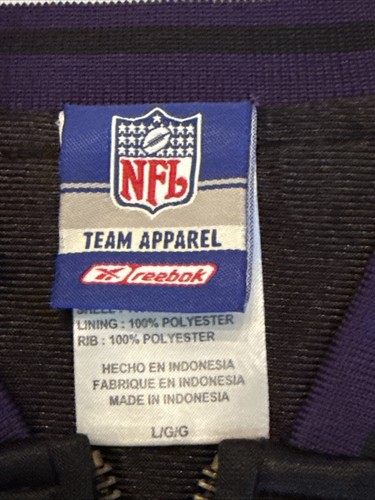 NFL
TEAM APPAREL
reebok
LINING : 100% POLYESTER
RIB : 100% POLYESTER
HECHO EN INDONESIA
FABRIQUE EN INDONESIA
MADE IN INDONESIA
L/G/G